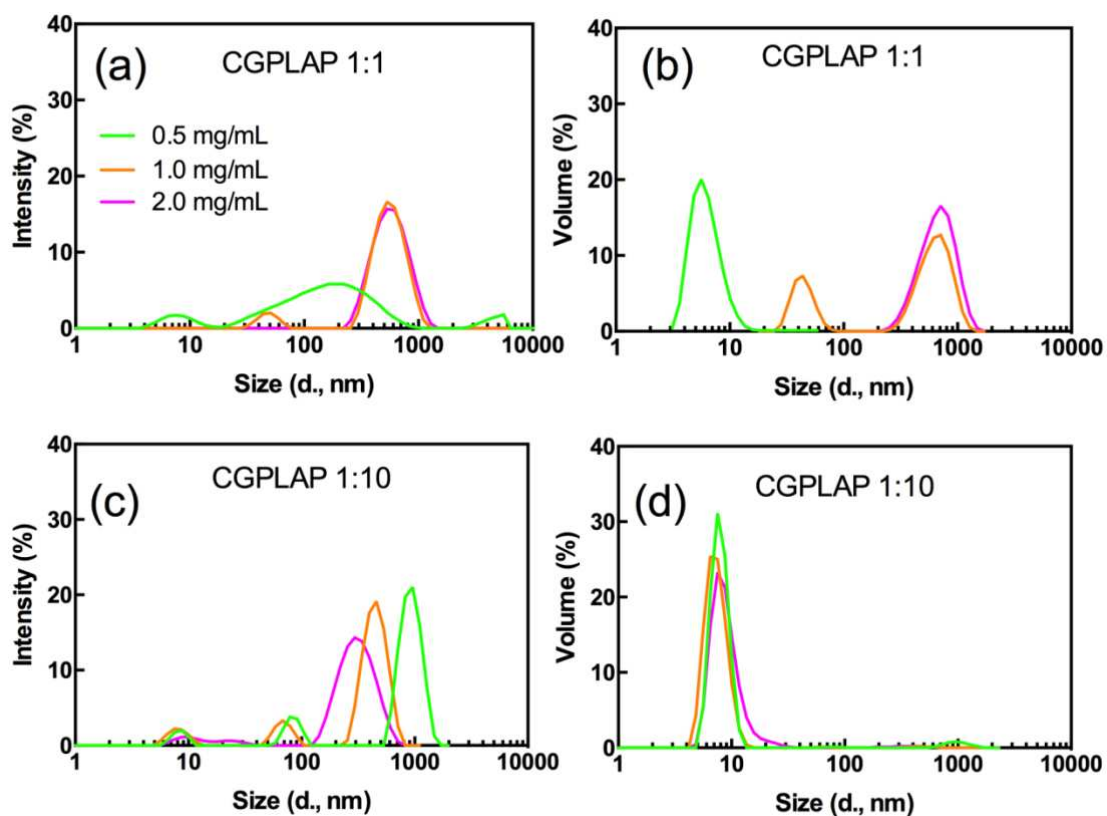 (a)
CGPLAP 1:1
0.5 mg/mL
1.0 mg/mL
2.0 mg/mL
Intensity (%)
40
30
20
10
0
1 10 100 1000 10000
Size (d., nm)
(b)
CGPLAP 1:1
Volume (%)
40
30
20
10
0
1 10 100 1000 10000
Size (d., nm)
(c)
CGPLAP 1:10
Intensity (%)
40
30
20
10
0
1 10 100 1000 10000
Size (d., nm)
(d)
CGPLAP 1:10
Volume (%)
40
30
20
10
0
1 10 100 1000 10000
Size (d., nm)